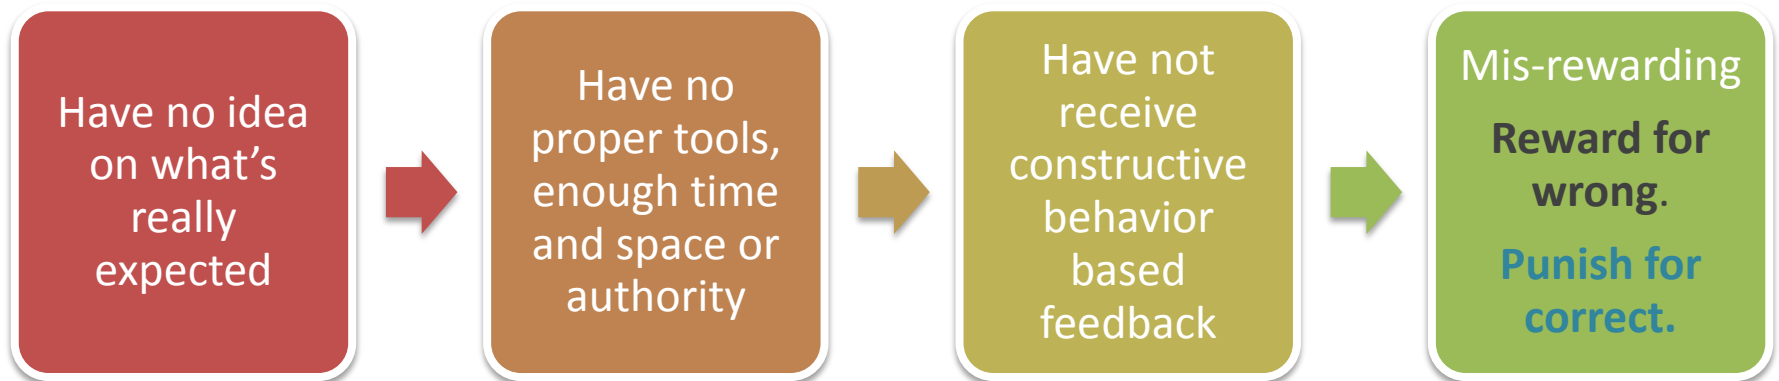 Have no idea
on what’s
really
expected
Have no
proper tools,
enough time
and space or
authority
Have not
receive
constructive
behavior
based
feedback
Mis-rewarding
Reward for
wrong.
Punish for
correct.